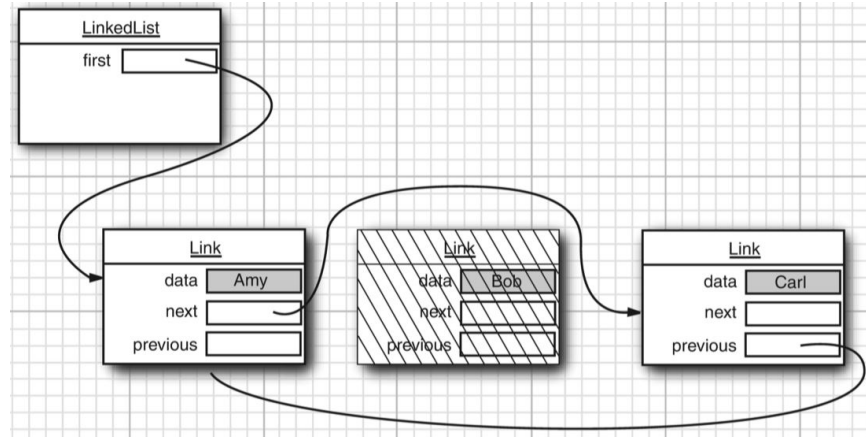 LinkedList
first
Link
data Amy
next
previous
Link
data Bob
next
previous
Link
data Carl
next
previous